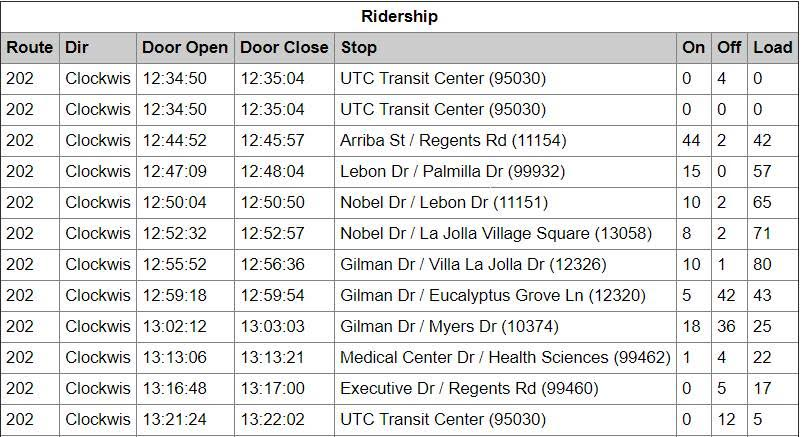 Ridership
Route Dir Door Open Door Close Stop On Off Load
202 Clockwis 12:34:50 12:35:04 UTC Transit Center (95030) 0 4 0
202 Clockwis 12:34:50 12:35:04 UTC Transit Center (95030) 0 0 0
202 Clockwis 12:44:52 12:45:57 Arriba St / Regents Rd (11154) 44 2 42
202 Clockwis 12:47:09 12:48:04 Lebon Dr / Palmilla Dr (99932) 15 0 57
202 Clockwis 12:50:04 12:50:50 Nobel Dr / Lebon Dr (11151) 10 2 65
202 Clockwis 12:52:32 12:52:57 Nobel Dr / La Jolla Village Square (13058) 8 2 71
202 Clockwis 12:55:52 12:56:36 Gilman Dr / Villa La Jolla Dr (12326) 10 1 80
202 Clockwis 12:59:18 12:59:54 Gilman Dr / Eucalyptus Grove Ln (12320) 5 42 43
202 Clockwis 13:02:12 13:03:03 Gilman Dr / Myers Dr (10374) 18 36 25
202 Clockwis 13:13:06 13:13:21 Medical Center Dr / Health Sciences (99462) 1 4 22
202 Clockwis 13:16:48 13:17:00 Executive Dr / Regents Rd (99460) 0 5 17
202 Clockwis 13:21:24 13:22:02 UTC Transit Center (95030) 0 12 5